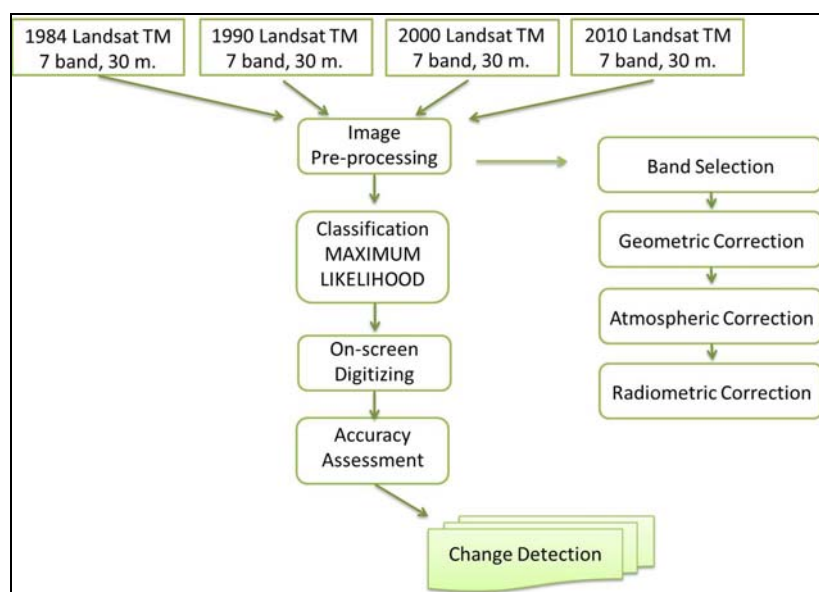 1984 Landsat TM
7 band, 30 m.
1990 Landsat TM
7 band, 30 m.
2000 Landsat TM
7 band, 30 m.
2010 Landsat TM
7 band, 30 m.
Image
Pre-processing
Classification
MAXIMUM
LIKELIHOOD
On-screen
Digitizing
Accuracy
Assessment
Band Selection
Geometric Correction
Atmospheric Correction
Radiometric Correction
Change Detection